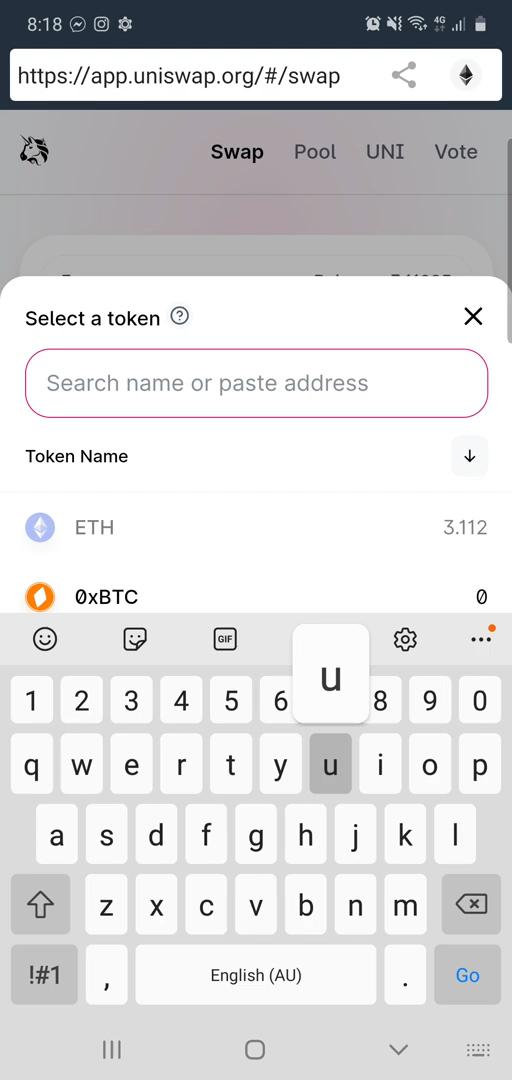 8:18 4G
https://app.uniswap.org/#/swap
Swap Pool UNI Vote
Select a token ?
Search name or paste address
Token Name
ETH 3.112
0xBTC 0
GIF
u
1 2 3 4 5 6 8 9 0
q w e r t y u i o p
a s d f g h j k l
z x c v b n m
!#1 , English (AU) . Go